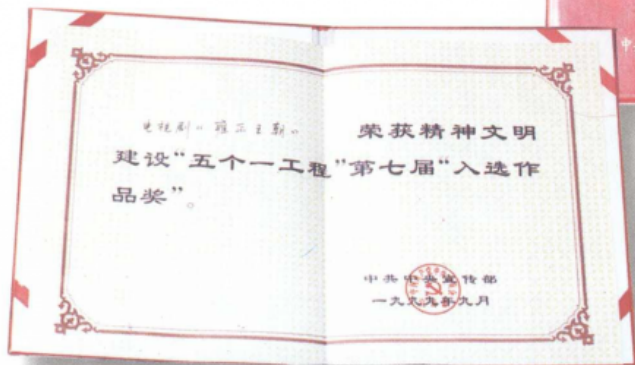 电视剧《雍正王朝》 荣获精神文明
建设“五个一工程”第七届“入选作
品奖”。
中共中央宣传部
一九九九年九月
中